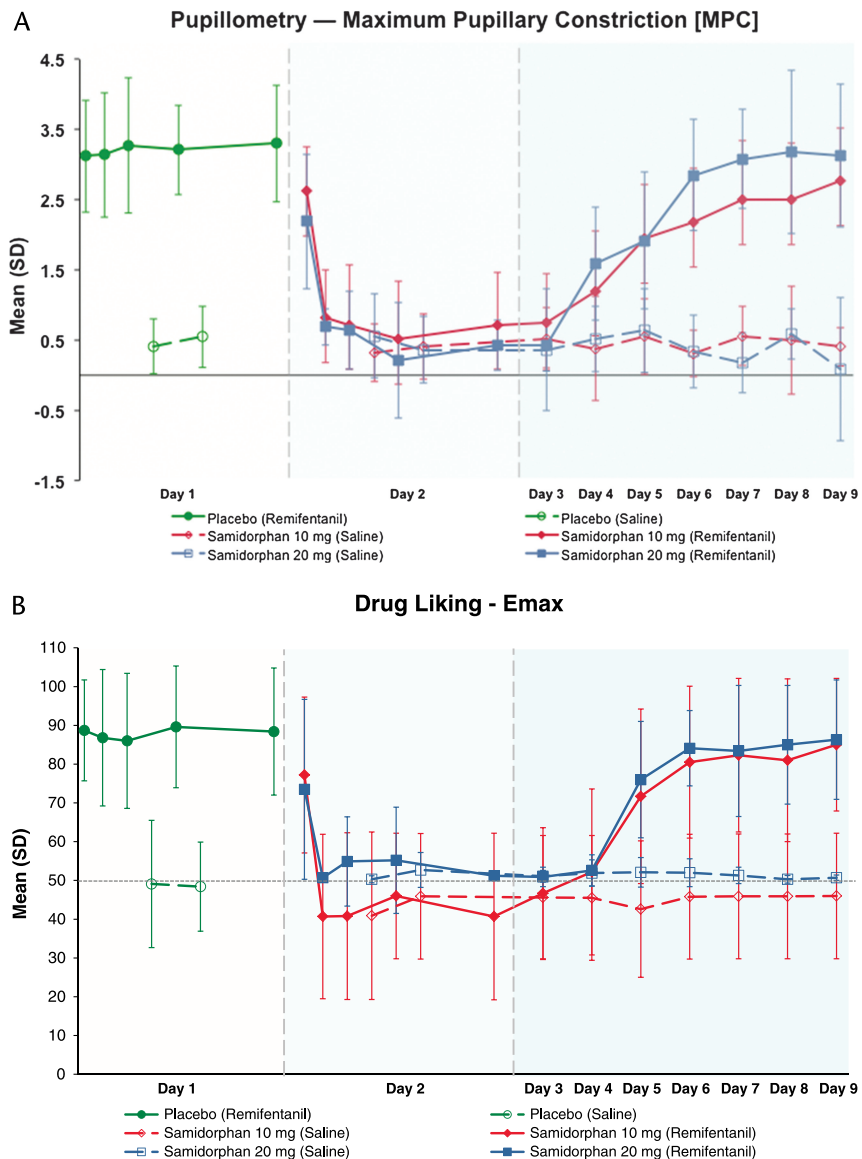 A
Pupillometry — Maximum Pupillary Constriction [MPC]
Mean (SD)
4.5
3.5
2.5
1.5
0.5
-0.5
-1.5
Day 1 Day 2 Day 3 Day 4 Day 5 Day 6 Day 7 Day 8 Day 9
Placebo (Remifentanil) Placebo (Saline)
Samidorphan 10 mg (Saline) Samidorphan 10 mg (Remifentanil)
Samidorphan 20 mg (Saline) Samidorphan 20 mg (Remifentanil)
B
Drug Liking - Emax
Mean (SD)
110
100
90
80
70
60
50
40
30
20
10
0
Day 1 Day 2 Day 3 Day 4 Day 5 Day 6 Day 7 Day 8 Day 9
Placebo (Remifentanil) Placebo (Saline)
Samidorphan 10 mg (Saline) Samidorphan 10 mg (Remifentanil)
Samidorphan 20 mg (Saline) Samidorphan 20 mg (Remifentanil)